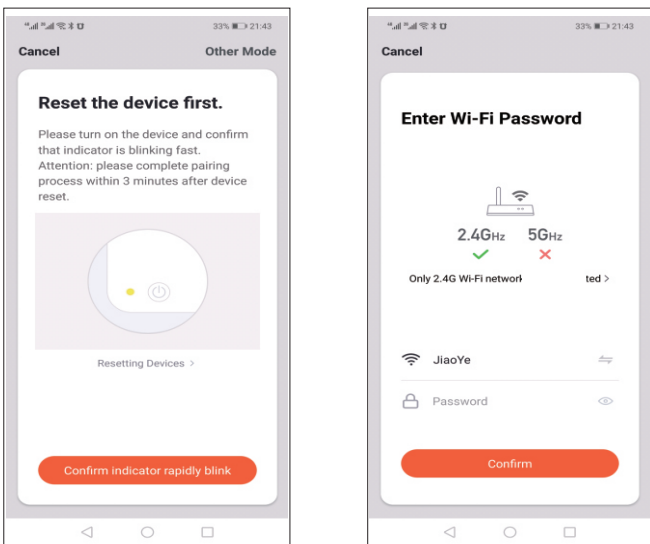 33% 21:43
Cancel Other Mode
Reset the device first.
Please turn on the device and confirm
that indicator is blinking fast.
Attention: please complete pairing
process within 3 minutes after device
reset.
Resetting Devices >
Confirm indicator rapidly blink
33% 21:43
Cancel
Enter Wi-Fi Password
2.4GHz 5GHz
Only 2.4G Wi-Fi network ted >
JiaoYe
Password
Confirm